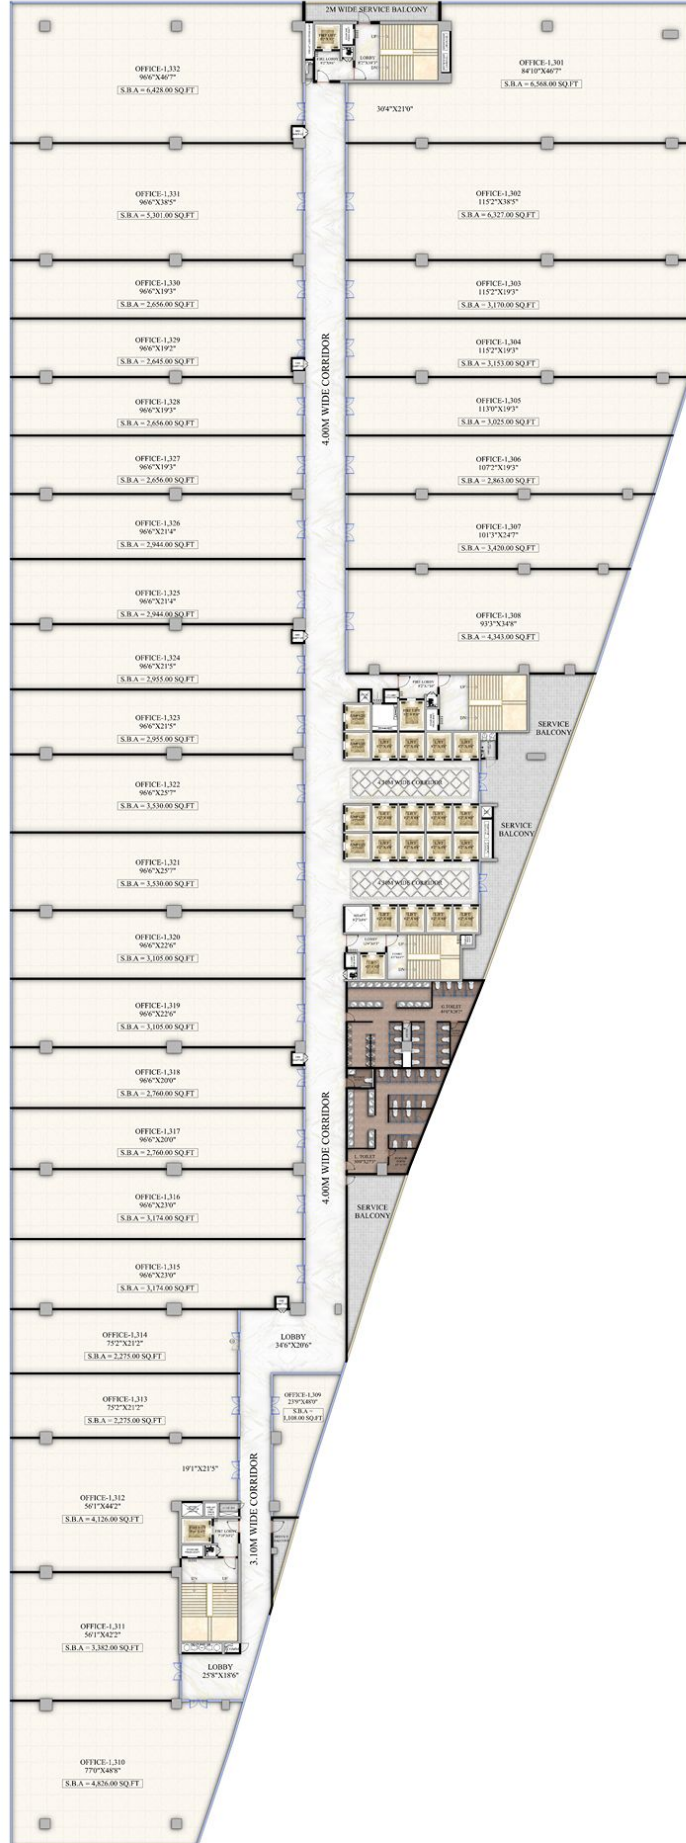 2M WIDE SERVICE BALCONY
OFFICE-1,332
96'6"X46'7"
S.B.A = 6,428.00 SQ.FT
LOBBY
UP
OFFICE-1,301
84'10"X46'7"
S.B.A = 6,568.00 SQ.FT
30'4"X21'0"
OFFICE-1,331
96'6"X38'5"
S.B.A = 5,301.00 SQ.FT
OFFICE-1,302
115'2"X38'5"
S.B.A = 6,327.00 SQ.FT
OFFICE-1,330
96'6"X19'3"
S.B.A = 2,656.00 SQ.FT
OFFICE-1,303
115'2"X19'3"
S.B.A = 3,170.00 SQ.FT
OFFICE-1,329
96'6"X19'2"
S.B.A = 2,645.00 SQ.FT
OFFICE-1,304
115'2"X19'3"
S.B.A = 3,153.00 SQ.FT
4.00M WIDE CORRIDOR
OFFICE-1,328
96'6"X19'3"
S.B.A = 2,656.00 SQ.FT
OFFICE-1,305
113'0"X19'3"
S.B.A = 3,025.00 SQ.FT
OFFICE-1,327
96'6"X19'3"
S.B.A = 2,656.00 SQ.FT
OFFICE-1,306
107'2"X19'3"
S.B.A = 2,863.00 SQ.FT
OFFICE-1,326
96'6"X21'4"
S.B.A = 2,944.00 SQ.FT
OFFICE-1,307
101'3"X24'7"
S.B.A = 3,420.00 SQ.FT
OFFICE-1,325
96'6"X21'4"
S.B.A = 2,944.00 SQ.FT
OFFICE-1,308
93'3"X34'8"
S.B.A = 4,343.00 SQ.FT
OFFICE-1,324
96'6"X21'5"
S.B.A = 2,955.00 SQ.FT
FIRE LOBBY
OFFICE-1,323
96'6"X21'5"
S.B.A = 2,955.00 SQ.FT
SERVICE
BALCONY
OFFICE-1,322
96'6"X25'7"
S.B.A = 3,530.00 SQ.FT
WIDE CORRIDOR
SERVICE
BALCONY
OFFICE-1,321
96'6"X25'7"
S.B.A = 3,530.00 SQ.FT
WIDE CORRIDOR
OFFICE-1,320
96'6"X22'6"
S.B.A = 3,105.00 SQ.FT
OFFICE-1,319
96'6"X22'6"
S.B.A = 3,105.00 SQ.FT
G.TOILET
OFFICE-1,318
96'6"X20'0"
S.B.A = 2,760.00 SQ.FT
OFFICE-1,317
96'6"X20'0"
S.B.A = 2,760.00 SQ.FT
4.00M WIDE CORRIDOR
L.TOILET
OFFICE-1,316
96'6"X23'0"
S.B.A = 3,174.00 SQ.FT
SERVICE
BALCONY
OFFICE-1,315
96'6"X23'0"
S.B.A = 3,174.00 SQ.FT
OFFICE-1,314
75'2"X21'2"
S.B.A = 2,275.00 SQ.FT
LOBBY
34'6"X20'6"
OFFICE-1,313
75'2"X21'2"
S.B.A = 2,275.00 SQ.FT
OFFICE-1,309
23'9"X48'0"
S.B.A =
1,108.00 SQ.FT
19'1"X21'5"
OFFICE-1,312
56'1"X44'2"
S.B.A = 4,126.00 SQ.FT
3.10M WIDE CORRIDOR
OFFICE-1,311
56'1"X42'2"
S.B.A = 3,382.00 SQ.FT
LOBBY
25'8"X18'6"
OFFICE-1,310
77'0"X48'8"
S.B.A = 4,826.00 SQ.FT